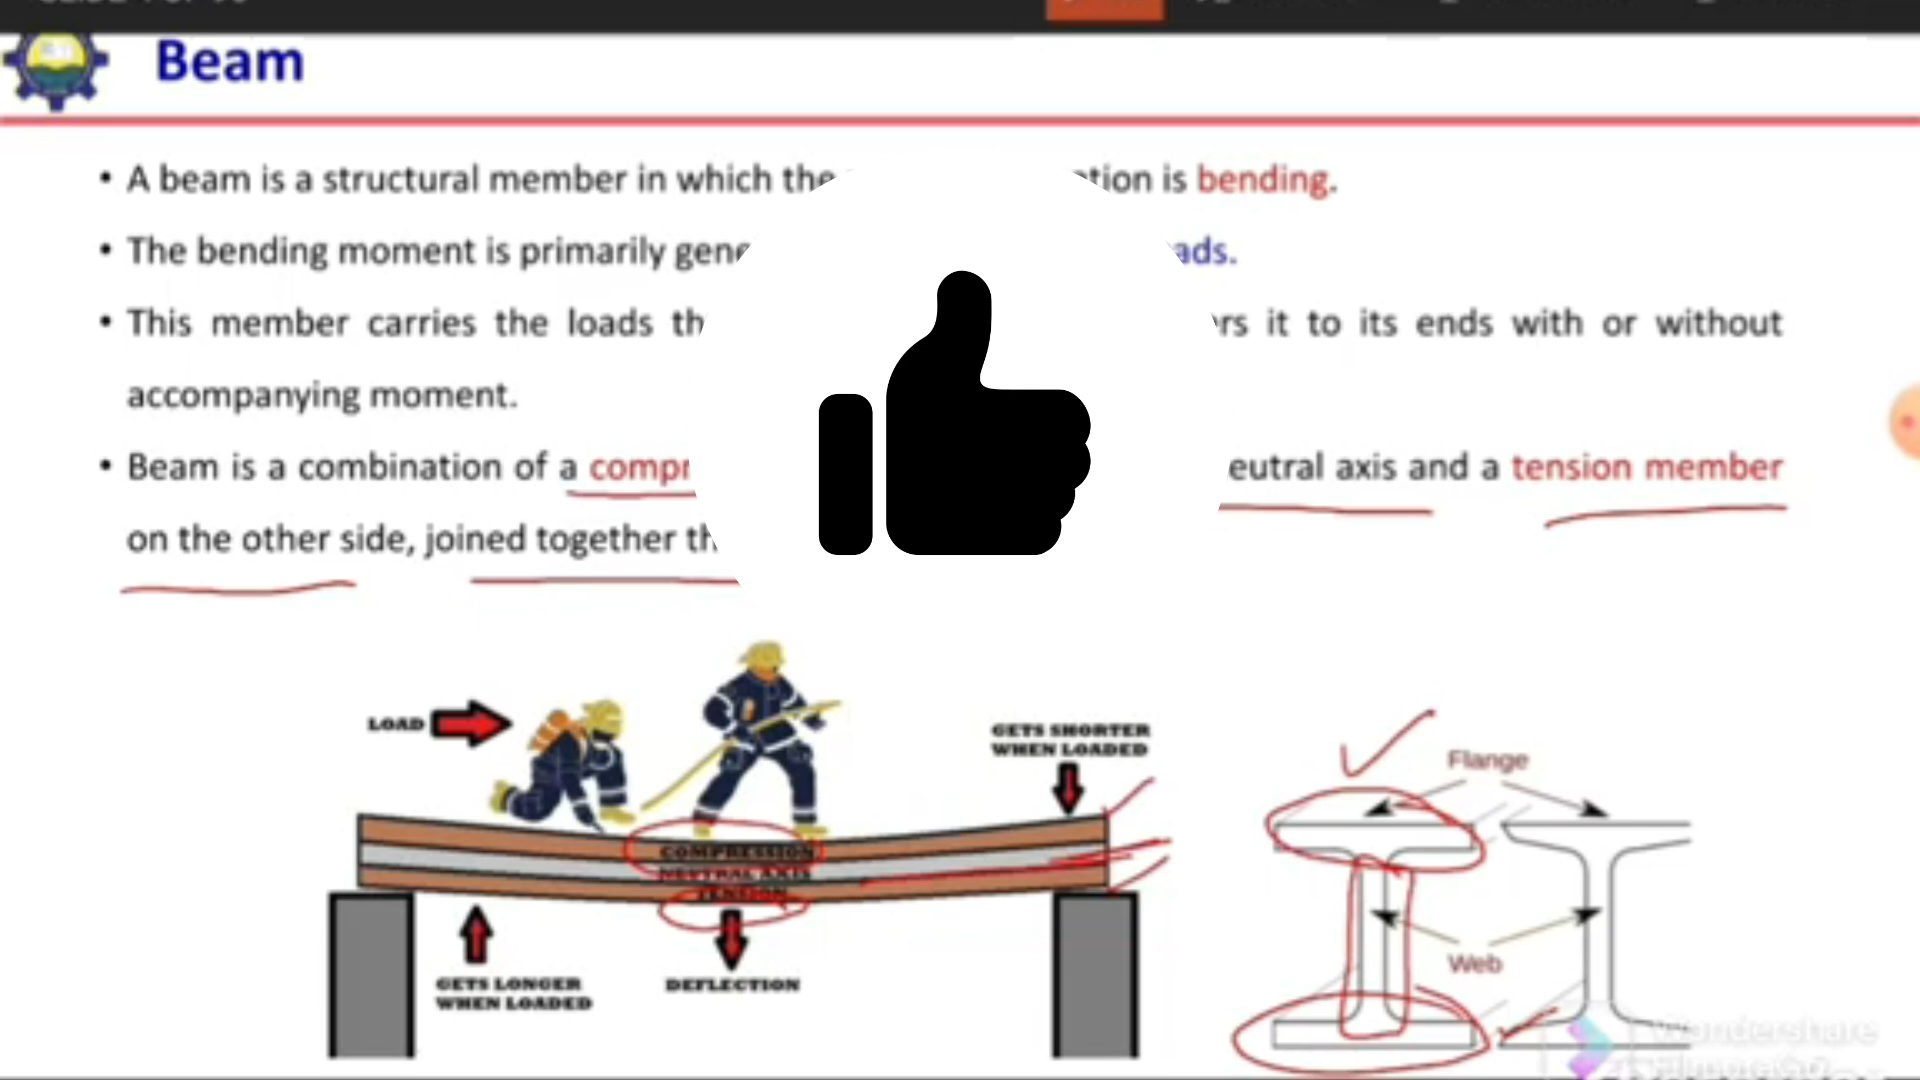 Beam
• A beam is a structural member in which the tion is bending.
• The bending moment is primarily gene ads.
• This member carries the loads th rs it to its ends with or without
accompanying moment.
• Beam is a combination of a compr eutral axis and a tension member
on the other side, joined together th
LOAD
GETS SHORTER
WHEN LOADED
COMPRESSION
NEUTRAL AXIS
TENSION
GETS LONGER
WHEN LOADED
DEFLECTION
Flange
Web
Wondershare
Filmora